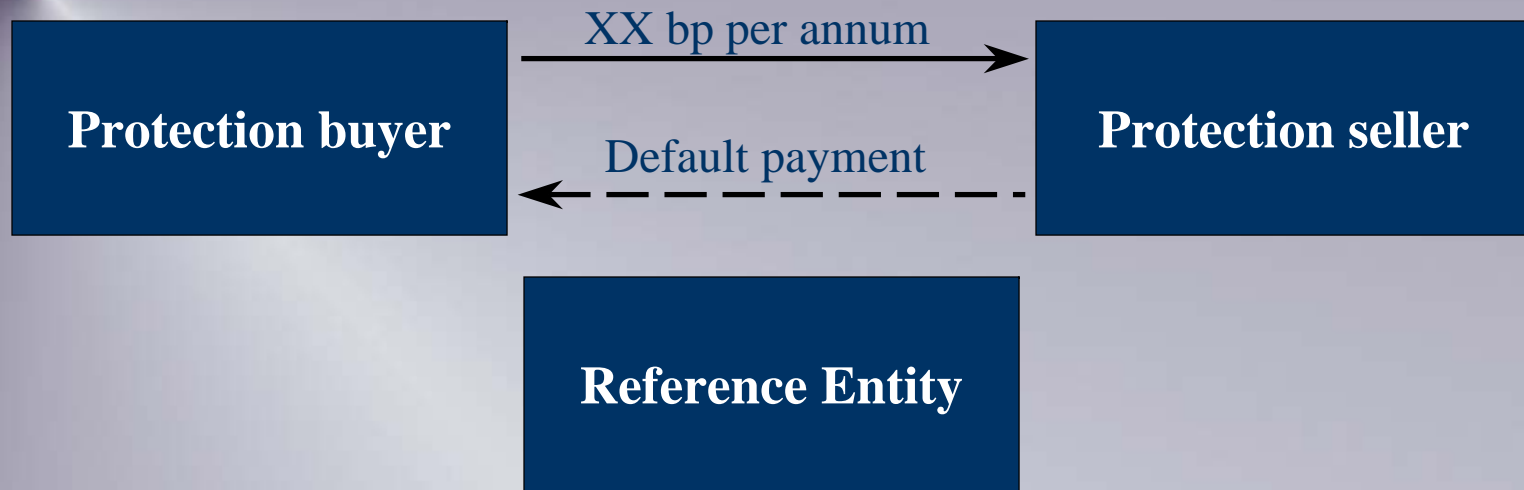 XX bp per annum
Protection buyer
Protection seller
Default payment
Reference Entity